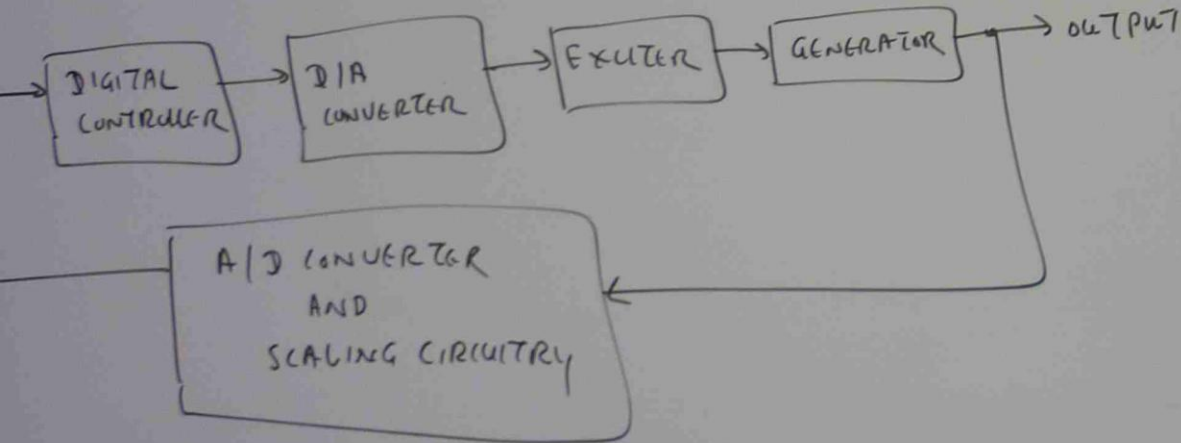 DIGITAL
CONTROLLER
D/A
CONVERTER
EXCITER
GENERATOR
OUTPUT
A/D CONVERTER
AND
SCALING CIRCUITRY